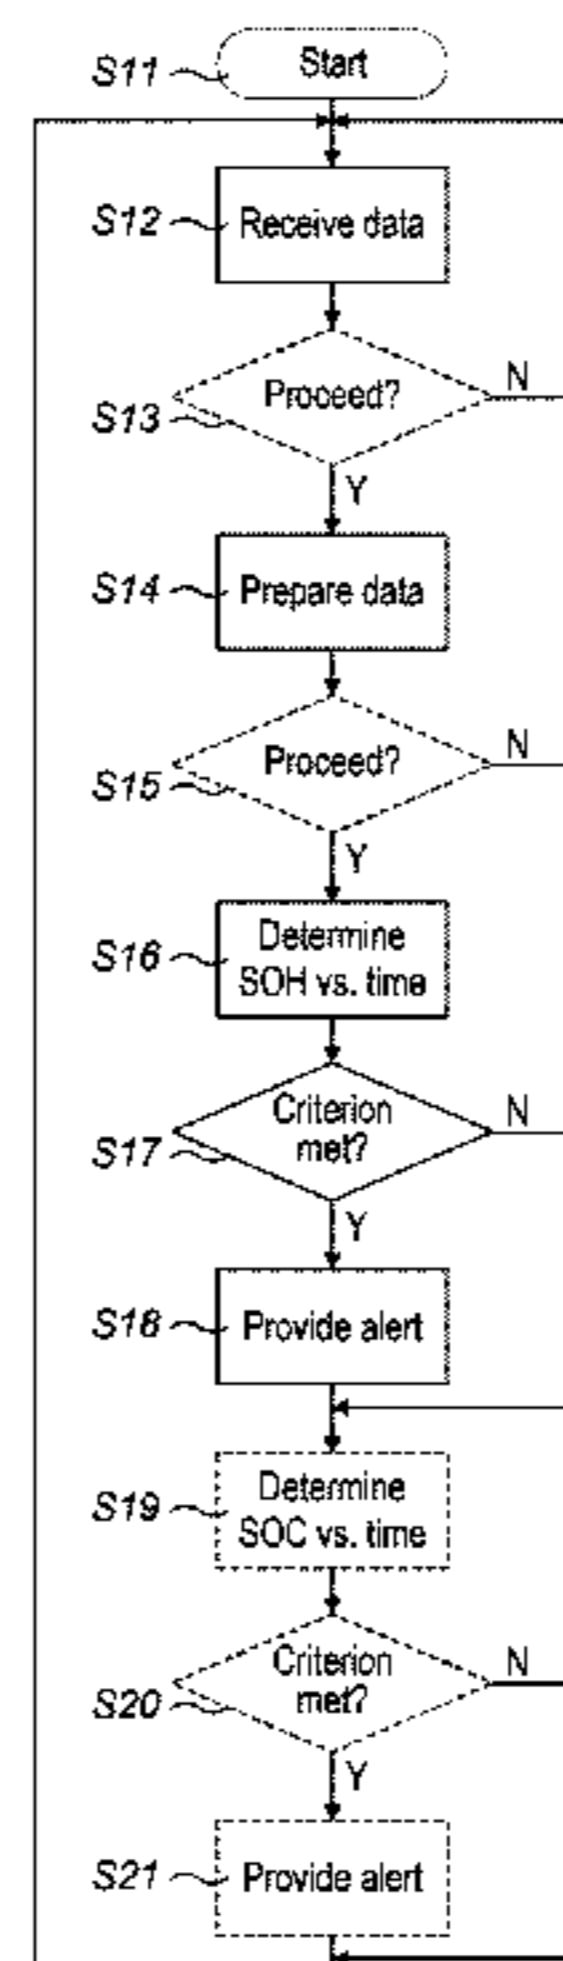 S11 Start
S12 Receive data
Proceed? N
S13
Y
S14 Prepare data
Proceed? N
S15
Y
Determine
S16 SOH vs. time
Criterion N
met?
S17
Y
S18 Provide alert
Determine
S19 SOC vs. time
Criterion N
met?
S20
Y
S21 Provide alert